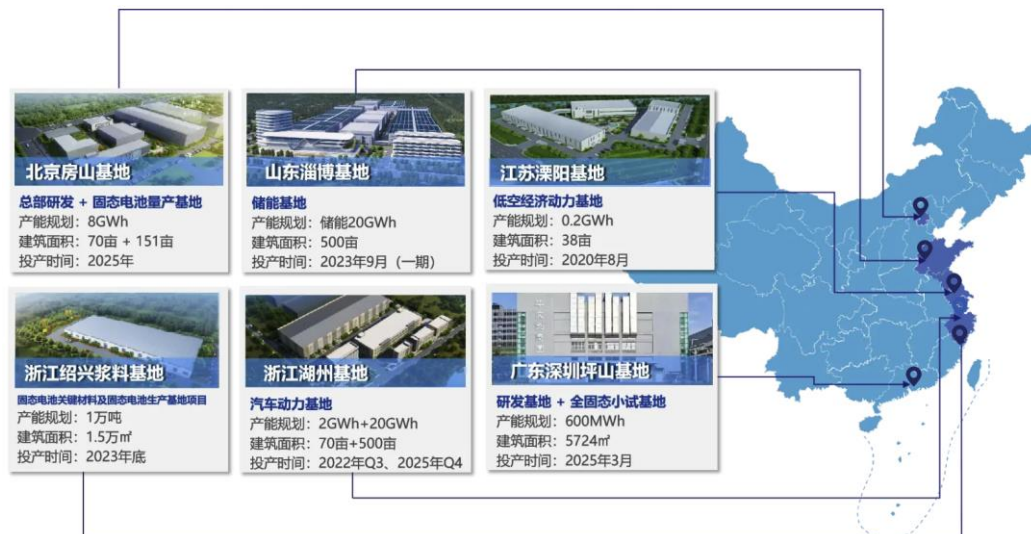 北京房山基地
总部研发 + 固态电池量产基地
产能规划：8GWh
建筑面积：70亩 + 151亩
投产时间：2025年
山东淄博基地
储能基地
产能规划：储能20GWh
建筑面积：500亩
投产时间：2023年9月（一期）
江苏溧阳基地
低空经济动力基地
产能规划：0.2GWh
建筑面积：38亩
投产时间：2020年8月
浙江绍兴浆料基地
固态电池关键材料及固态电池生产基地项目
产能规划：1万吨
建筑面积：1.5万㎡
投产时间：2023年底
浙江湖州基地
汽车动力基地
产能规划：2GWh+20GWh
建筑面积：70亩+500亩
投产时间：2022年Q3、2025年Q4
广东深圳坪山基地
研发基地 + 全固态小试基地
产能规划：600MWh
建筑面积：5724㎡
投产时间：2025年3月